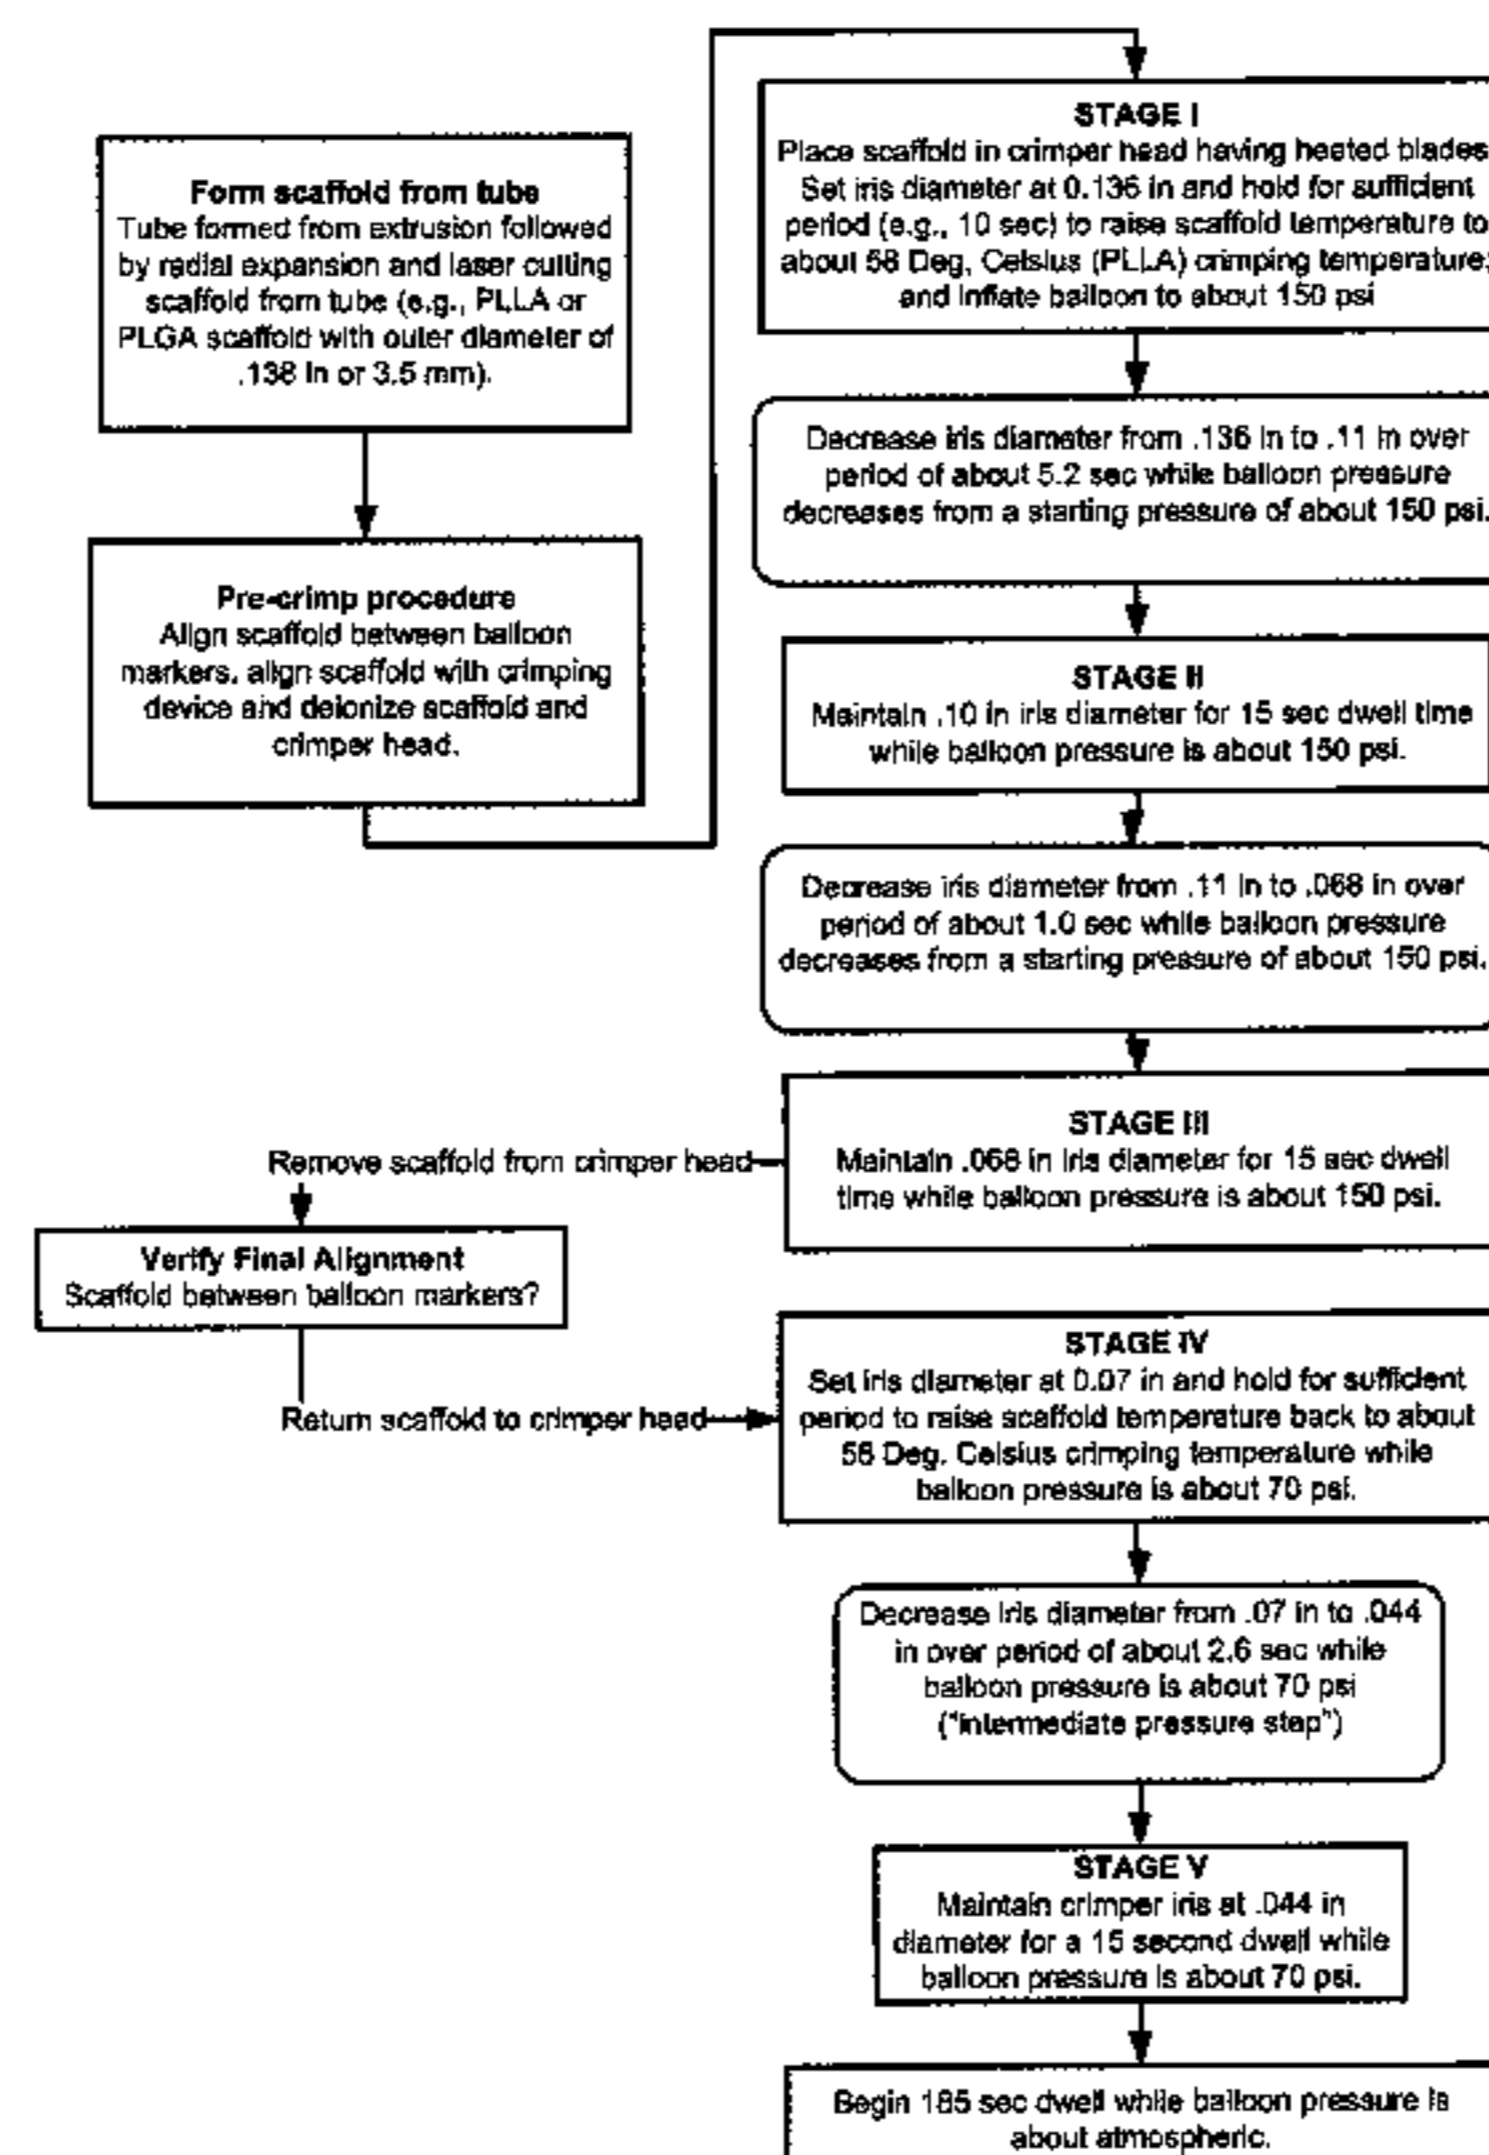 Form scaffold from tube
Tube formed from extrusion followed
by radial expansion and laser cutting
scaffold from tube (e.g., PLLA or
PLGA scaffold with outer diameter of
.138 in or 3.5 mm).
Pre-crimp procedure
Align scaffold between balloon
markers, align scaffold with crimping
device and deionize scaffold and
crimper head.
STAGE I
Place scaffold in crimper head having heated blades
Set iris diameter at 0.136 in and hold for sufficient
period (e.g., 10 sec) to raise scaffold temperature to
about 58 Deg, Celsius (PLLA) crimping temperature;
and inflate balloon to about 150 psi
Decrease iris diameter from .136 in to .11 in over
period of about 5.2 sec while balloon pressure
decreases from a starting pressure of about 150 psi.
STAGE II
Maintain .10 in iris diameter for 15 sec dwell time
while balloon pressure is about 150 psi.
Decrease iris diameter from .11 in to .068 in over
period of about 1.0 sec while balloon pressure
decreases from a starting pressure of about 150 psi.
STAGE III
Maintain .068 in iris diameter for 15 sec dwell
time while balloon pressure is about 150 psi.
Remove scaffold from crimper head
Verify Final Alignment
Scaffold between balloon markers?
Return scaffold to crimper head
STAGE IV
Set iris diameter at 0.07 in and hold for sufficient
period to raise scaffold temperature back to about
58 Deg. Celsius crimping temperature while
balloon pressure is about 70 psi.
Decrease iris diameter from .07 in to .044
in over period of about 2.6 sec while
balloon pressure is about 70 psi
("intermediate pressure step")
STAGE V
Maintain crimper iris at .044 in
diameter for a 15 second dwell while
balloon pressure is about 70 psi.
Begin 185 sec dwell while balloon pressure is
about atmospheric.